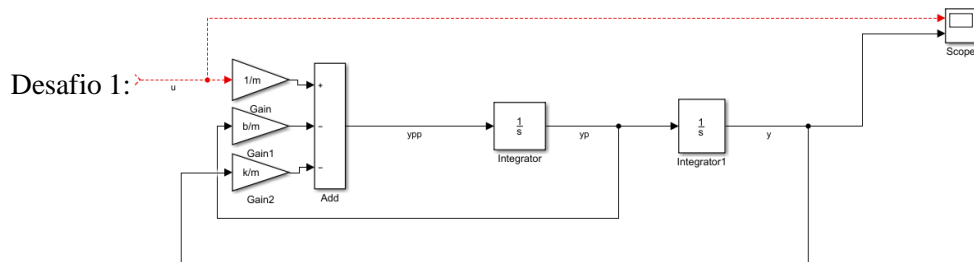 Scope
Desafio 1:
u
1/m
Gain
+
b/m
Gain1
−
k/m
Gain2
−
Add
ypp
1
s
Integrator
yp
1
s
Integrator1
y